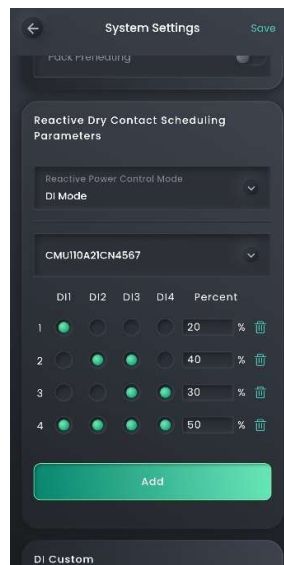 System Settings
Save
Pack Preheating
Reactive Dry Contact Scheduling
Parameters
Reactive Power Control Mode
DI Mode
CMU110A21CN4567
DI1 DI2 DI3 DI4 Percent
1 20 %
2 40 %
3 30 %
4 50 %
Add
DI Custom